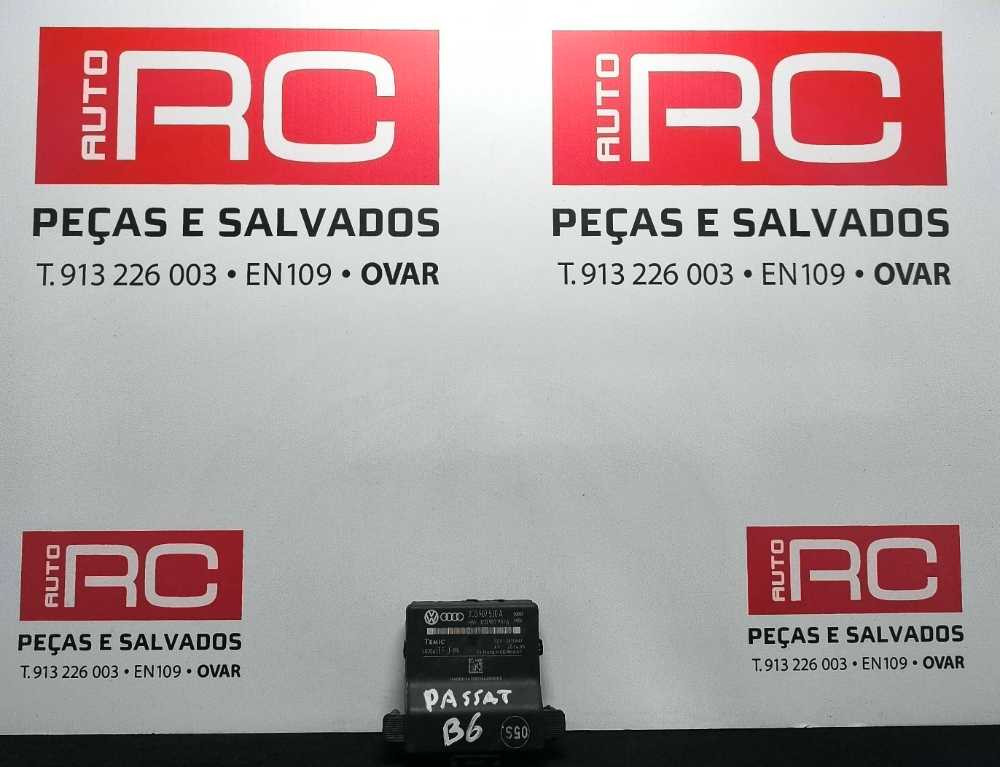 AUTO RC
PEÇAS E SALVADOS
T. 913 226 003 • EN109 • OVAR
AUTO RC
PEÇAS E SALVADOS
T. 913 226 003 • EN109 • OVAR
AUTO RC
PEÇAS E SALVADOS
T. 913 226 003 • EN109 • OVAR
AUTO RC
PEÇAS E SALVADOS
T. 913 226 003 • EN109 • OVAR
TEMIC
PASSAT
B6
05S